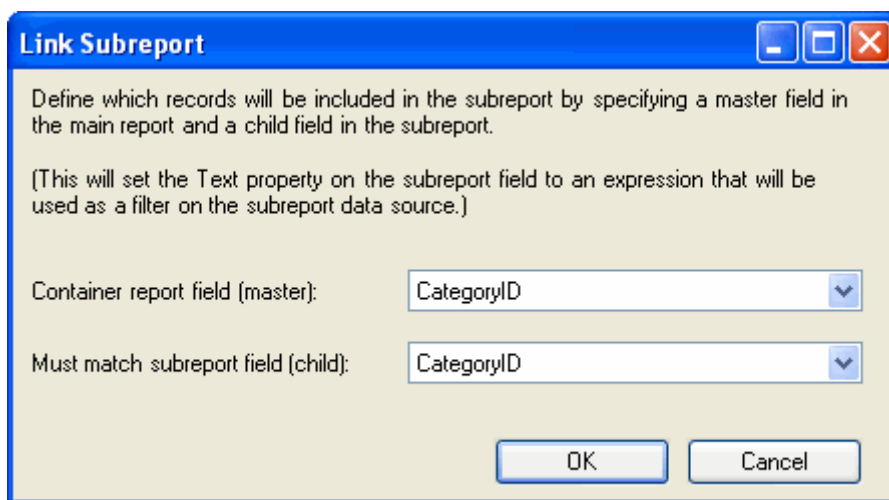 Link Subreport
Define which records will be included in the subreport by specifying a master field in
the main report and a child field in the subreport.
(This will set the Text property on the subreport field to an expression that will be
used as a filter on the subreport data source.)
Container report field (master): CategoryID
Must match subreport field (child): CategoryID
OK Cancel